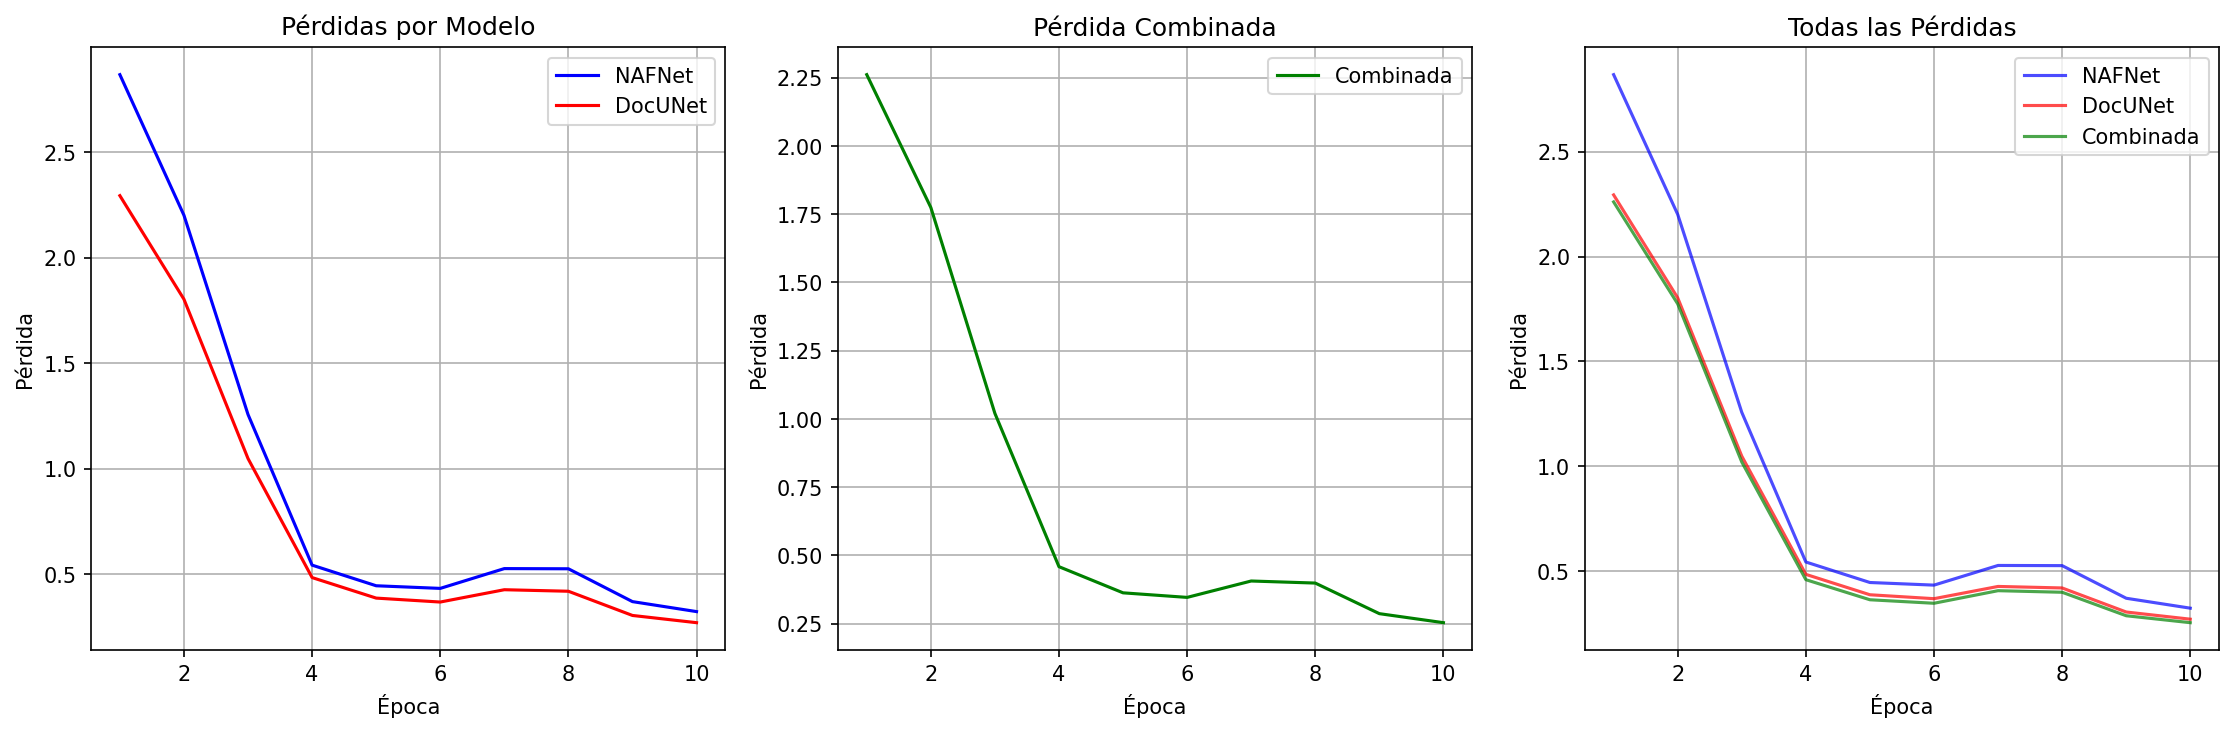 Pérdidas por Modelo
NAFNet
DocUNet
2.5
2.0
1.5
1.0
0.5
Pérdida
2 4 6 8 10
Época
Pérdida Combinada
Combinada
2.25
2.00
1.75
1.50
1.25
1.00
0.75
0.50
0.25
Pérdida
2 4 6 8 10
Época
Todas las Pérdidas
NAFNet
DocUNet
Combinada
2.5
2.0
1.5
1.0
0.5
Pérdida
2 4 6 8 10
Época